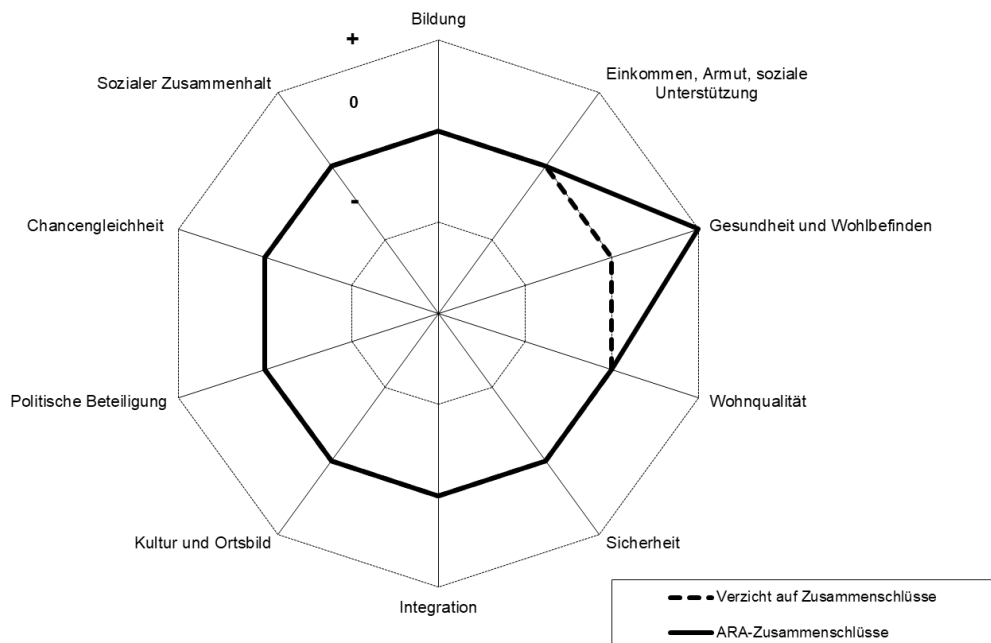 Bildung
+
Einkommen, Armut, soziale
Unterstützung
Sozialer Zusammenhalt
0
-
Chancengleichheit
Gesundheit und Wohlbefinden
Politische Beteiligung
Wohnqualität
Kultur und Ortsbild
Sicherheit
Integration
Verzicht auf Zusammenschlüsse
ARA-Zusammenschlüsse